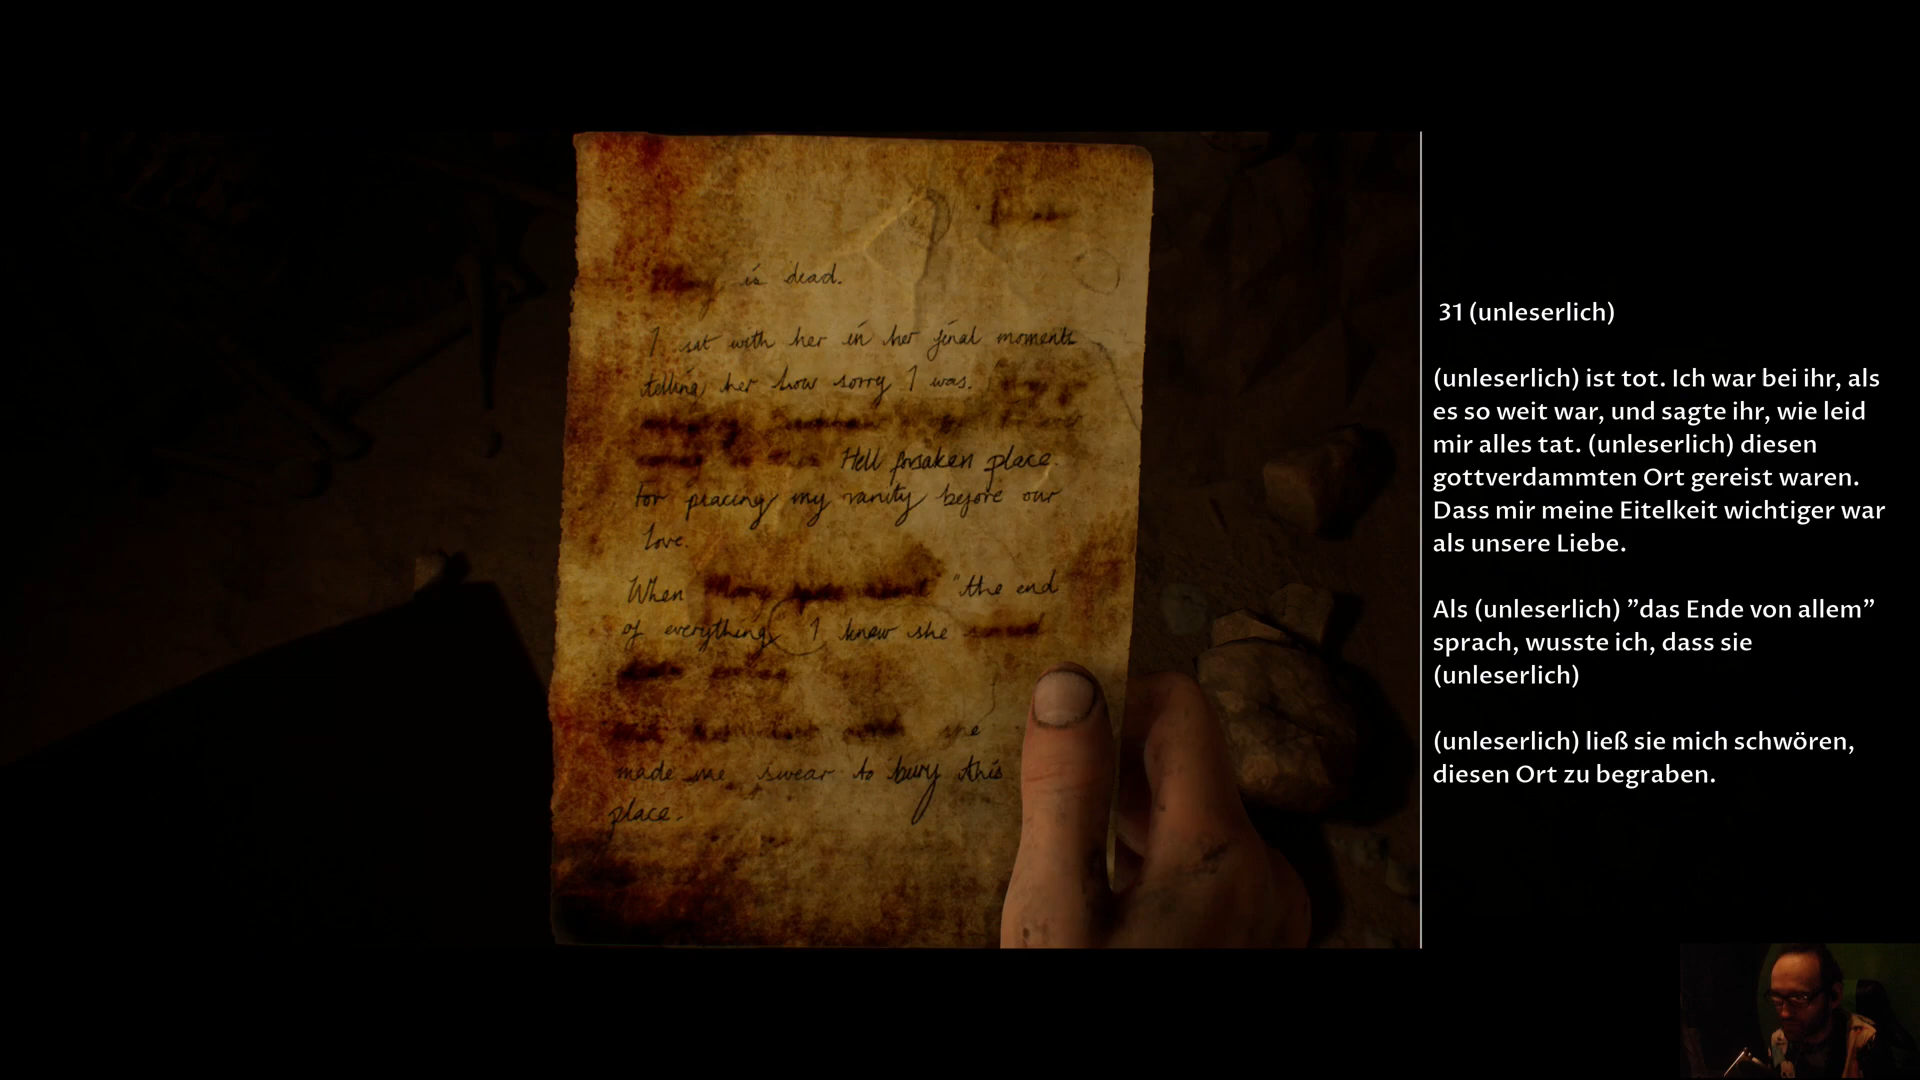 is dead.
I sat with her in her final moments
telling her how sorry I was.
Hell forsaken place.
For placing my vanity before our
love.
When "the end
of everything" I knew she
she
made me swear to bury this
place.
31 (unleserlich)
(unleserlich) ist tot. Ich war bei ihr, als
es so weit war, und sagte ihr, wie leid
mir alles tat. (unleserlich) diesen
gottverdammten Ort gereist waren.
Dass mir meine Eitelkeit wichtiger war
als unsere Liebe.
Als (unleserlich) ”das Ende von allem”
sprach, wusste ich, dass sie
(unleserlich)
(unleserlich) ließ sie mich schwören,
diesen Ort zu begraben.